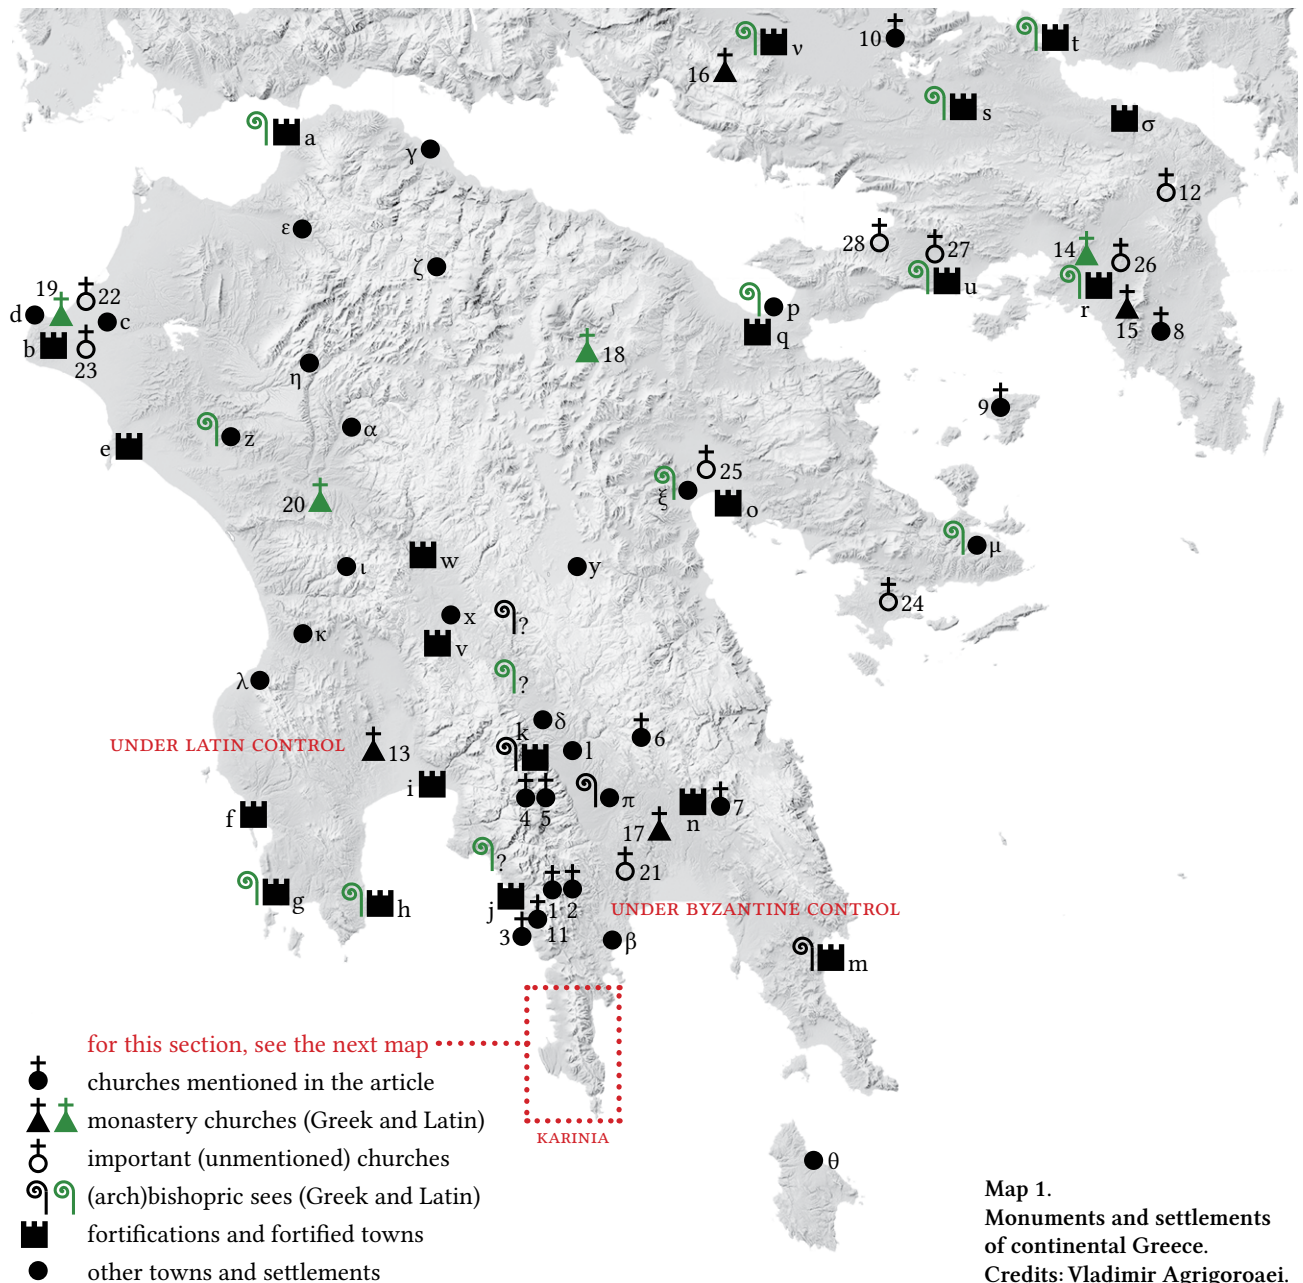 10
ν
t
16
s
σ
a
γ
12
ε
28
27
14
26
ζ
u
r
19
22
d
c
p
15
8
b
23
q
18
η
9
z
α
e
25
ξ
o
20
μ
w
ι
y
24
x
?
κ
v
λ
?
k
δ
6
UNDER LATIN CONTROL
l
13
i
π
f
4
5
n
7
17
?
21
g
h
j
1
2
UNDER BYZANTINE CONTROL
3
11
β
m
for this section, see the next map
churches mentioned in the article
monastery churches (Greek and Latin)
KARINIA
important (unmentioned) churches
θ
(arch)bishopric sees (Greek and Latin)
fortifications and fortified towns
other towns and settlements
Map 1.
Monuments and settlements
of continental Greece.
Credits: Vladimir Agrigoroaei.